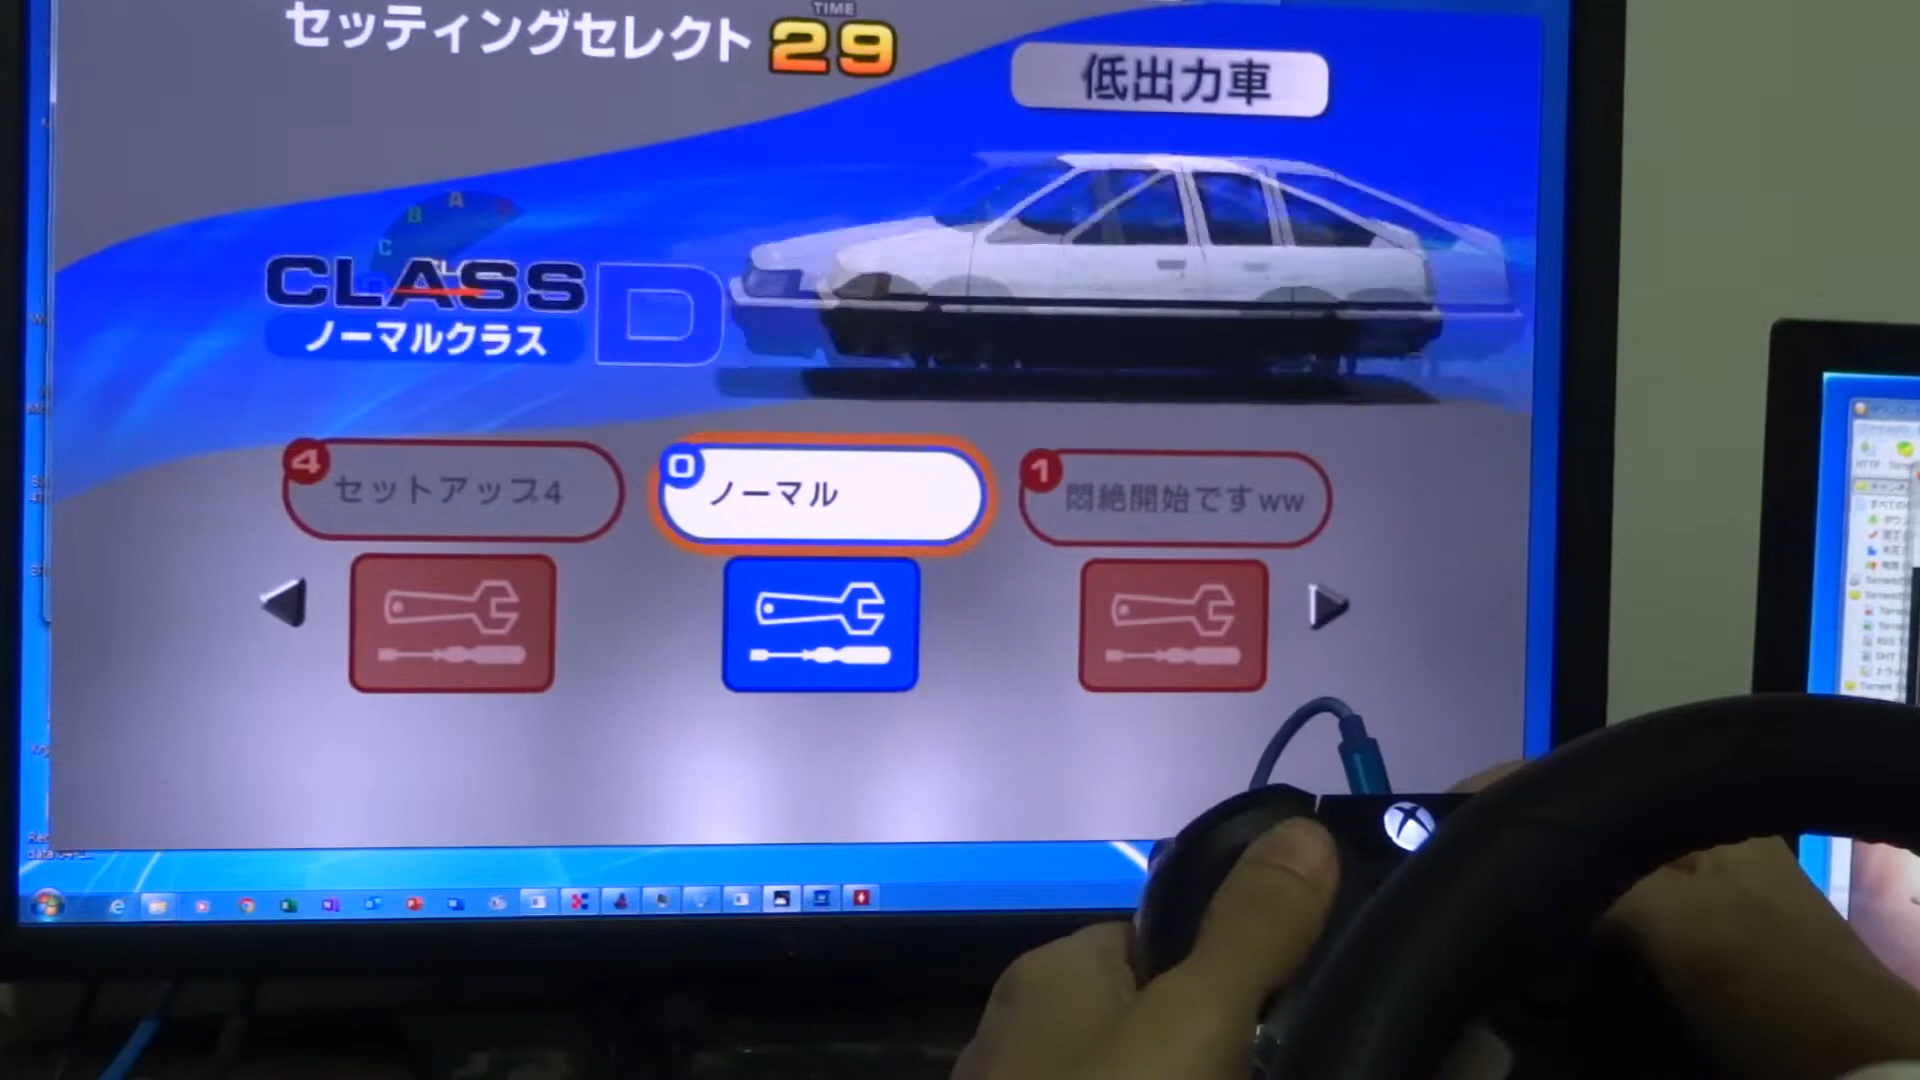 TIME
セッティングセレクト 29
低出力車
A
B
C
CLASS D
ノーマルクラス
4
セットアップ4
0
ノーマル
1
悶絶開始ですww
HTTP